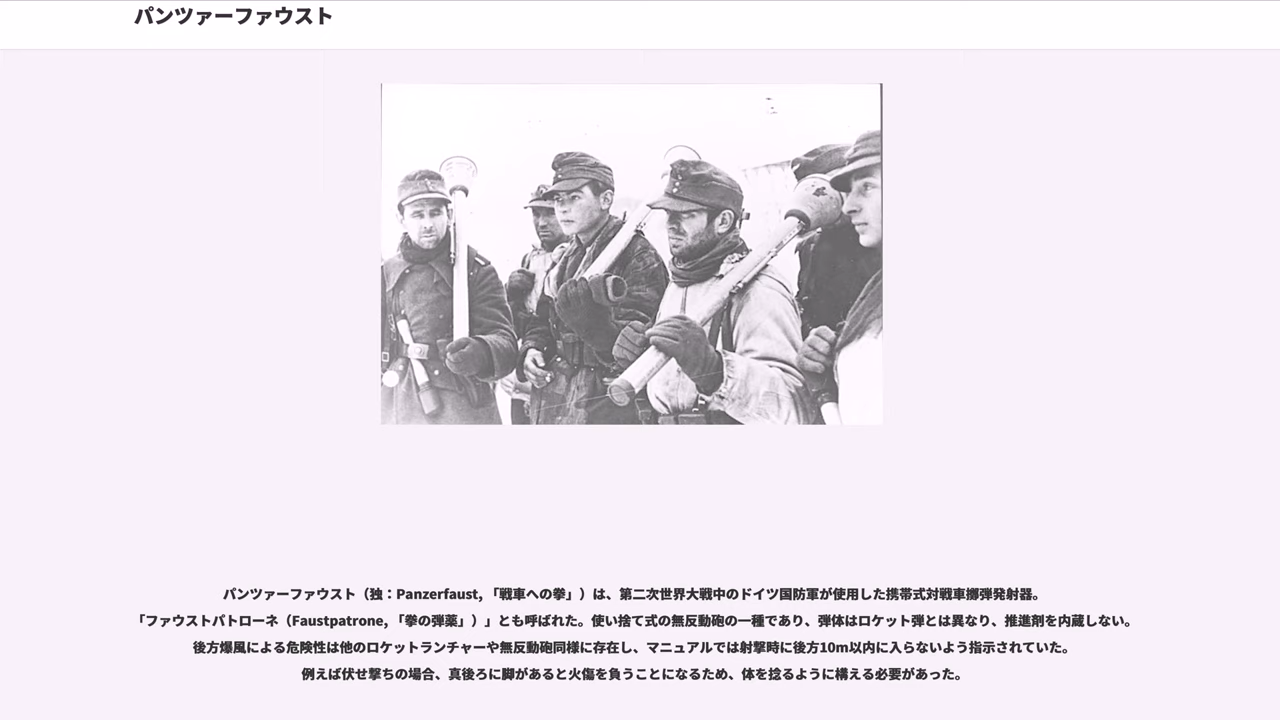 パンツァーファウスト
パンツァーファウスト（独：Panzerfaust, 「戦車への拳」）は、第二次世界大戦中のドイツ国防軍が使用した携帯式対戦車擲弾発射器。
「ファウストパトローネ（Faustpatrone, 「拳の弾薬」）」とも呼ばれた。使い捨て式の無反動砲の一種であり、弾体はロケット弾とは異なり、推進剤を内蔵しない。
後方爆風による危険性は他のロケットランチャーや無反動砲同様に存在し、マニュアルでは射撃時に後方10m以内に入らないよう指示されていた。
例えば伏せ撃ちの場合、真後ろに脚があると火傷を負うことになるため、体を捻るように構える必要があった。